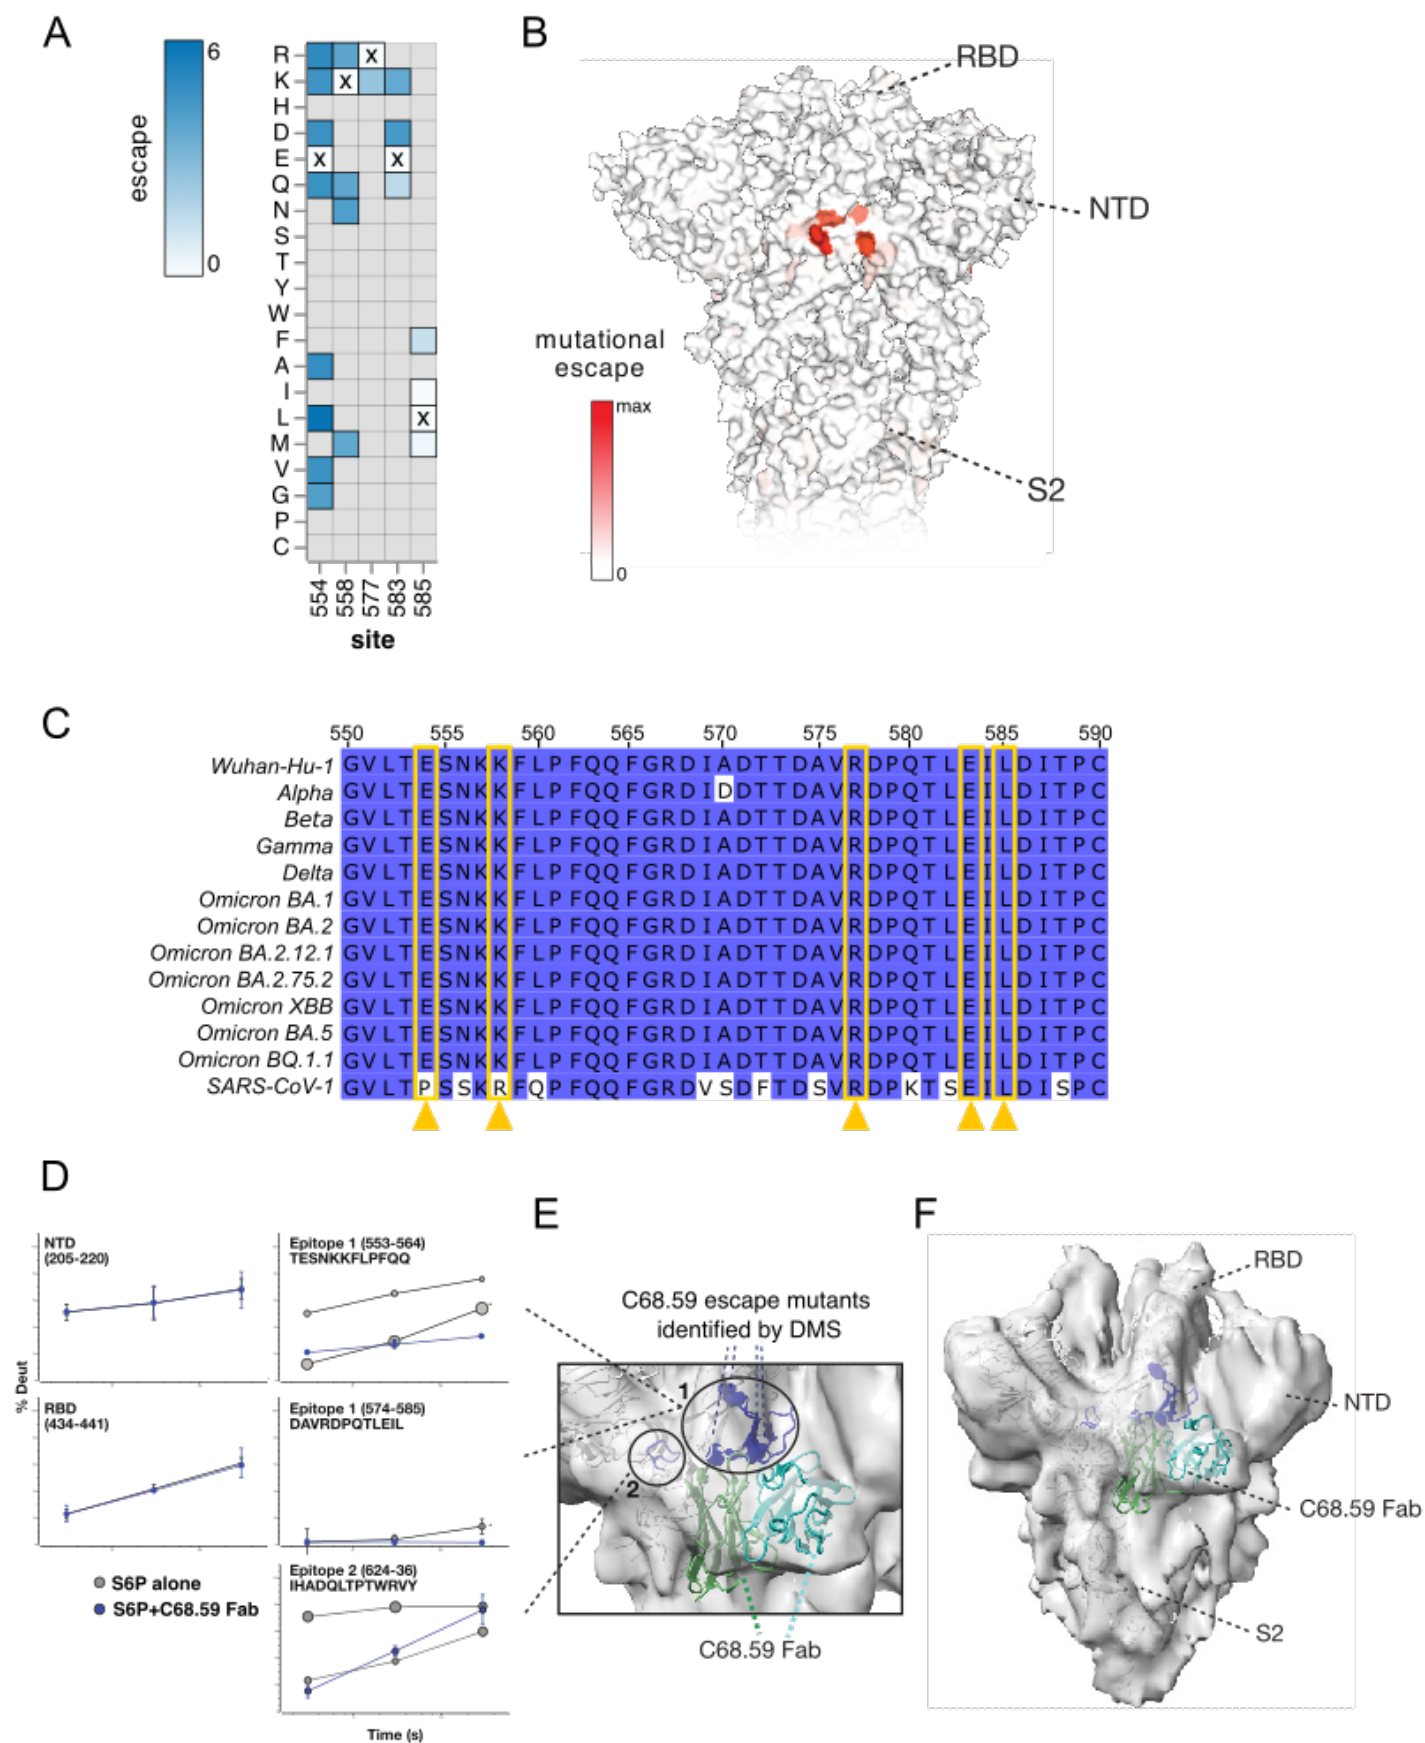 A
6
escape
0
R X
K X
H
D
E X X
Q
N
S
T
Y
W
F
A
I
L X
M
V
G
P
C
554 558 577 583 585
site
B
RBD
NTD
mutational
escape
max
0
S2
C
550 555 560 565 570 575 580 585 590
Wuhan-Hu-1 GVLTESNKKFLPFQQFGRDIADTTDAVRDPQTLEILDITPC
Alpha GVLTESNKKFLPFQQFGRDIDDTTDAVRDPQTLEILDITPC
Beta GVLTESNKKFLPFQQFGRDIADTTDAVRDPQTLEILDITPC
Gamma GVLTESNKKFLPFQQFGRDIADTTDAVRDPQTLEILDITPC
Delta GVLTESNKKFLPFQQFGRDIADTTDAVRDPQTLEILDITPC
Omicron BA.1 GVLTESNKKFLPFQQFGRDIADTTDAVRDPQTLEILDITPC
Omicron BA.2 GVLTESNKKFLPFQQFGRDIADTTDAVRDPQTLEILDITPC
Omicron BA.2.12.1 GVLTESNKKFLPFQQFGRDIADTTDAVRDPQTLEILDITPC
Omicron BA.2.75.2 GVLTESNKKFLPFQQFGRDIADTTDAVRDPQTLEILDITPC
Omicron XBB GVLTESNKKFLPFQQFGRDIADTTDAVRDPQTLEILDITPC
Omicron BA.5 GVLTESNKKFLPFQQFGRDIADTTDAVRDPQTLEILDITPC
Omicron BQ.1.1 GVLTESNKKFLPFQQFGRDIADTTDAVRDPQTLEILDITPC
SARS-CoV-1 GVLTPSSKRFQPFQQFGRDVSDFTDSVRDPKTSEILDISPC
D
% Deut
NTD
(205-220)
Epitope 1 (553-564)
TESNKKFLPFQQ
RBD
(434-441)
Epitope 1 (574-585)
DAVRDPQTLEIL
Epitope 2 (624-36)
IHADQLTPTWRVY
S6P alone
S6P+C68.59 Fab
Time (s)
E
C68.59 escape mutants
identified by DMS
1
2
C68.59 Fab
F
RBD
NTD
C68.59 Fab
S2